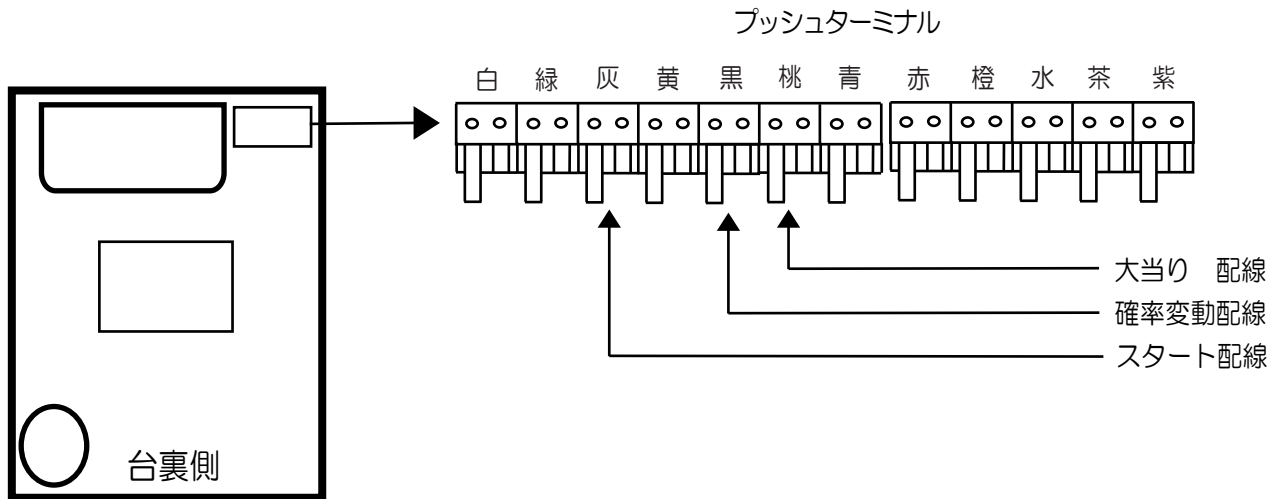 プッシュターミナル
白 緑 灰 黄 黒 桃 青 赤 橙 水 茶 紫
大当り　配線
確率変動配線
スタート配線
台裏側